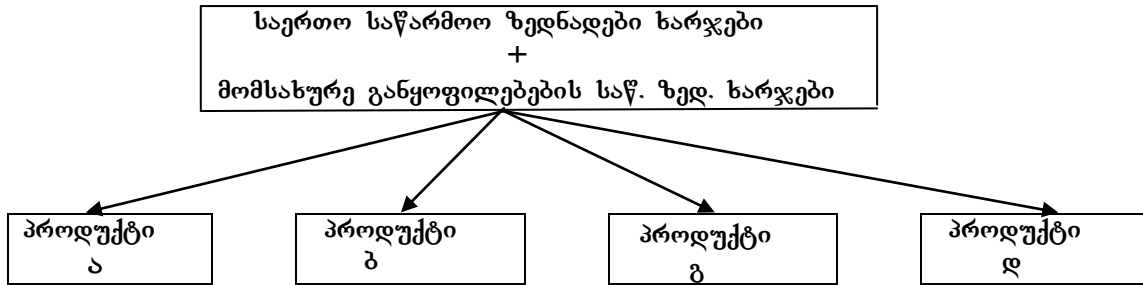 საერთო საწარმოო ზედნადები ხარჯები
+
მომსახურე განყოფილებების საწ. ზედ. ხარჯები
პროდუქტი
ა
პროდუქტი
ბ
პროდუქტი
გ
პროდუქტი
დ